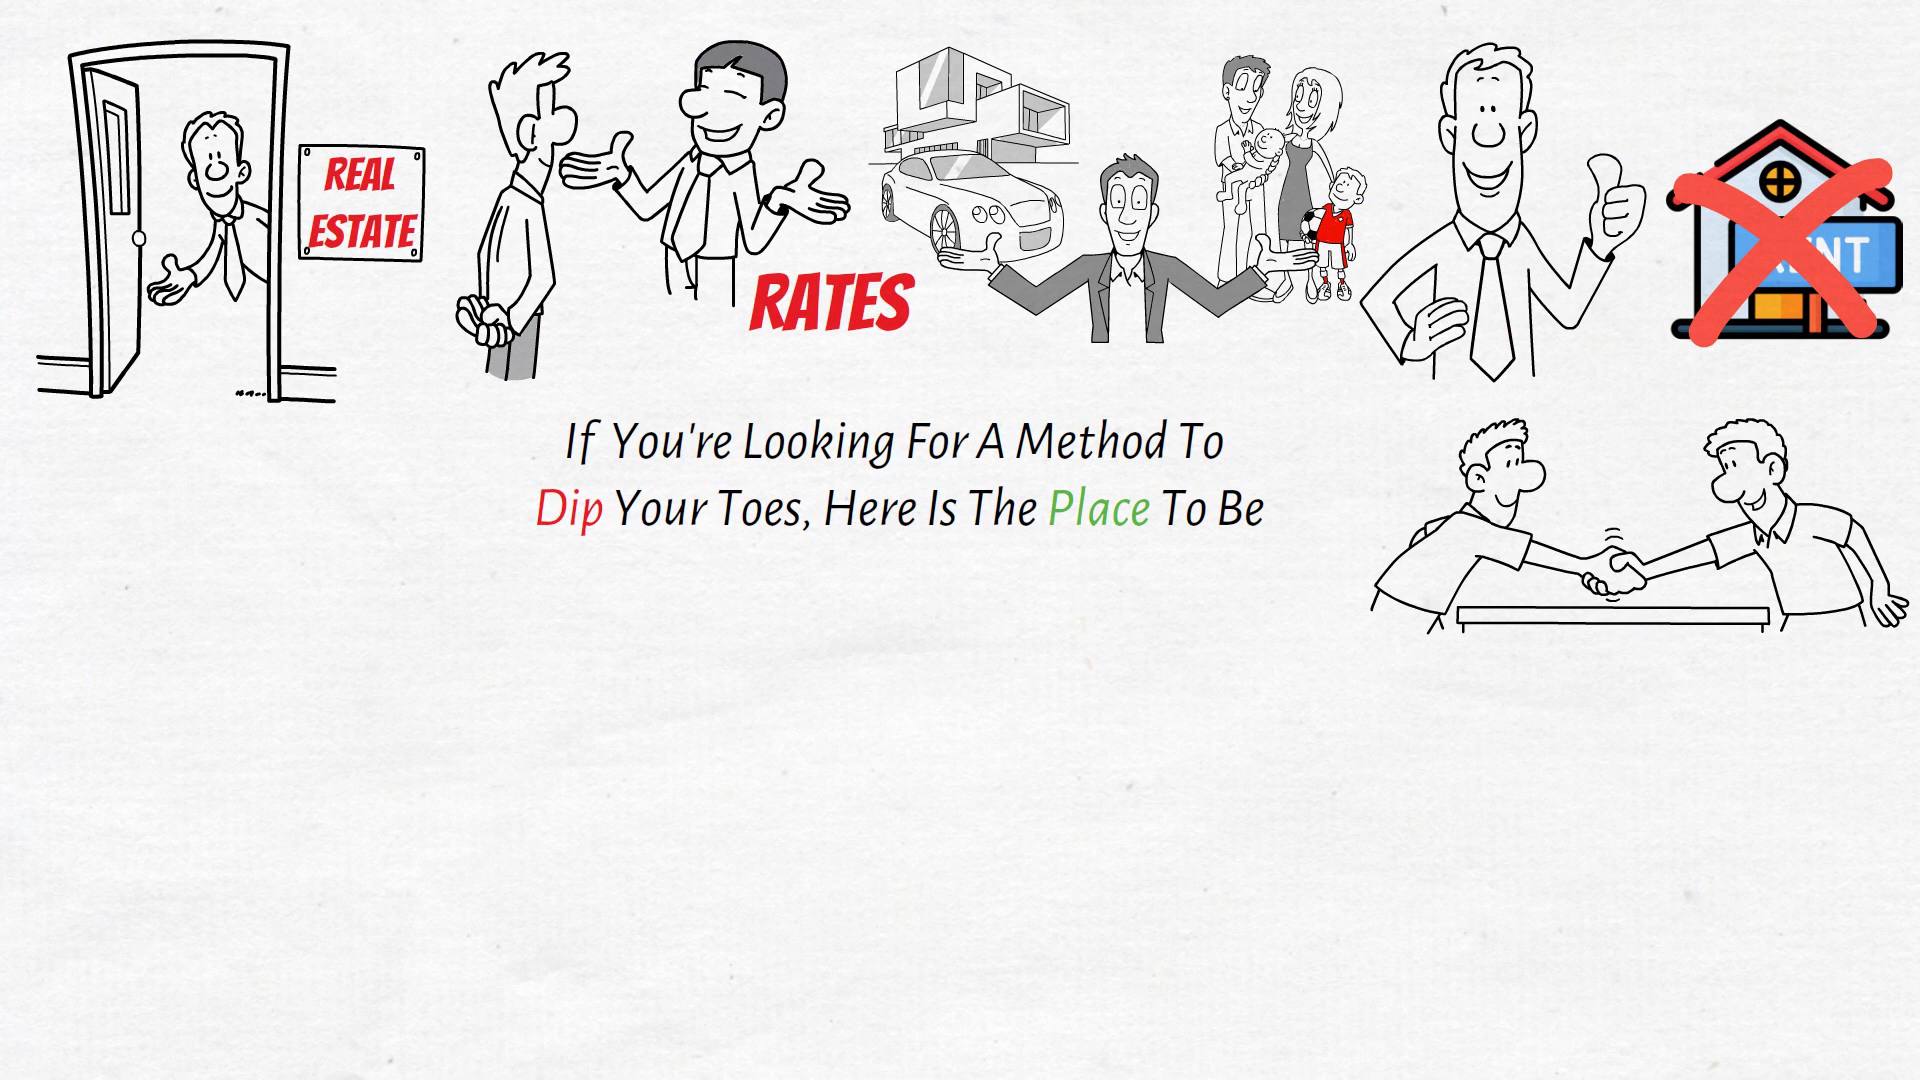 REAL
ESTATE
RATES
If You're Looking For A Method To
Dip Your Toes, Here Is The Place To Be